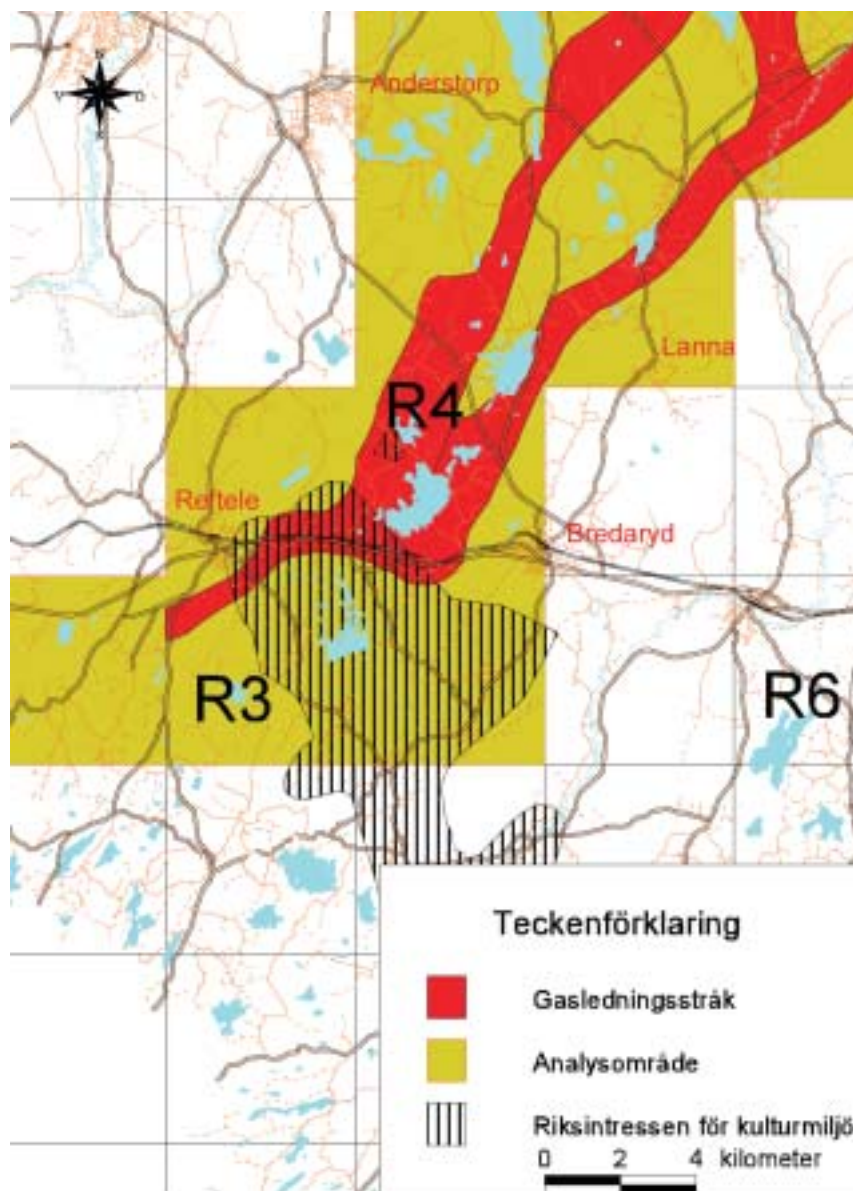 N
V O
S
Anderstorp
Lanna
R4
Reftele
Bredaryd
R3
R6
Teckenförklaring
Gasledningsstråk
Analysområde
Riksintressen för kulturmiljö
0 2 4 kilometer